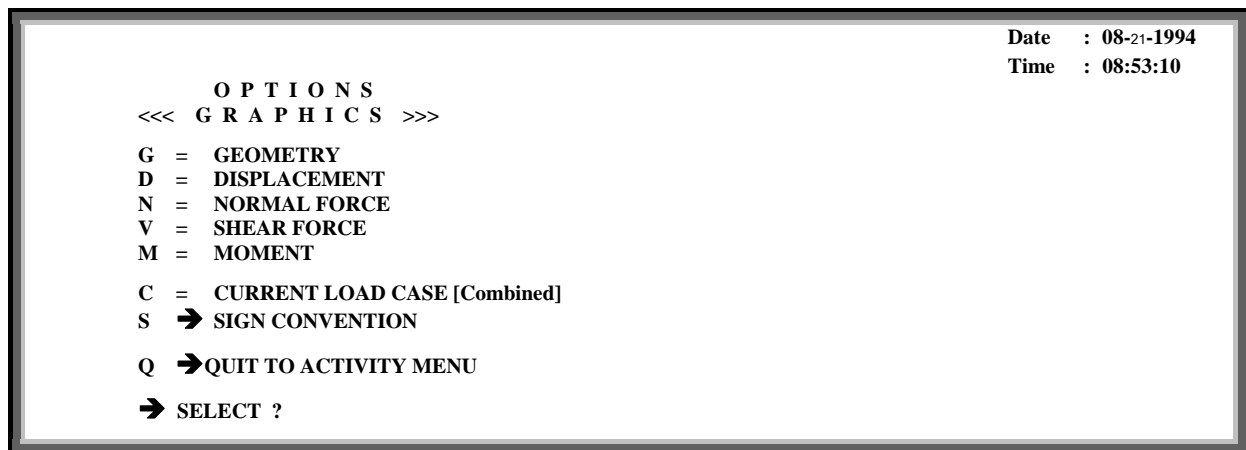 Date : 08-21-1994
Time : 08:53:10
O P T I O N S
<<< G R A P H I C S >>>
G = GEOMETRY
D = DISPLACEMENT
N = NORMAL FORCE
V = SHEAR FORCE
M = MOMENT
C = CURRENT LOAD CASE [Combined]
S ➔ SIGN CONVENTION
Q ➔QUIT TO ACTIVITY MENU
➔ SELECT ?